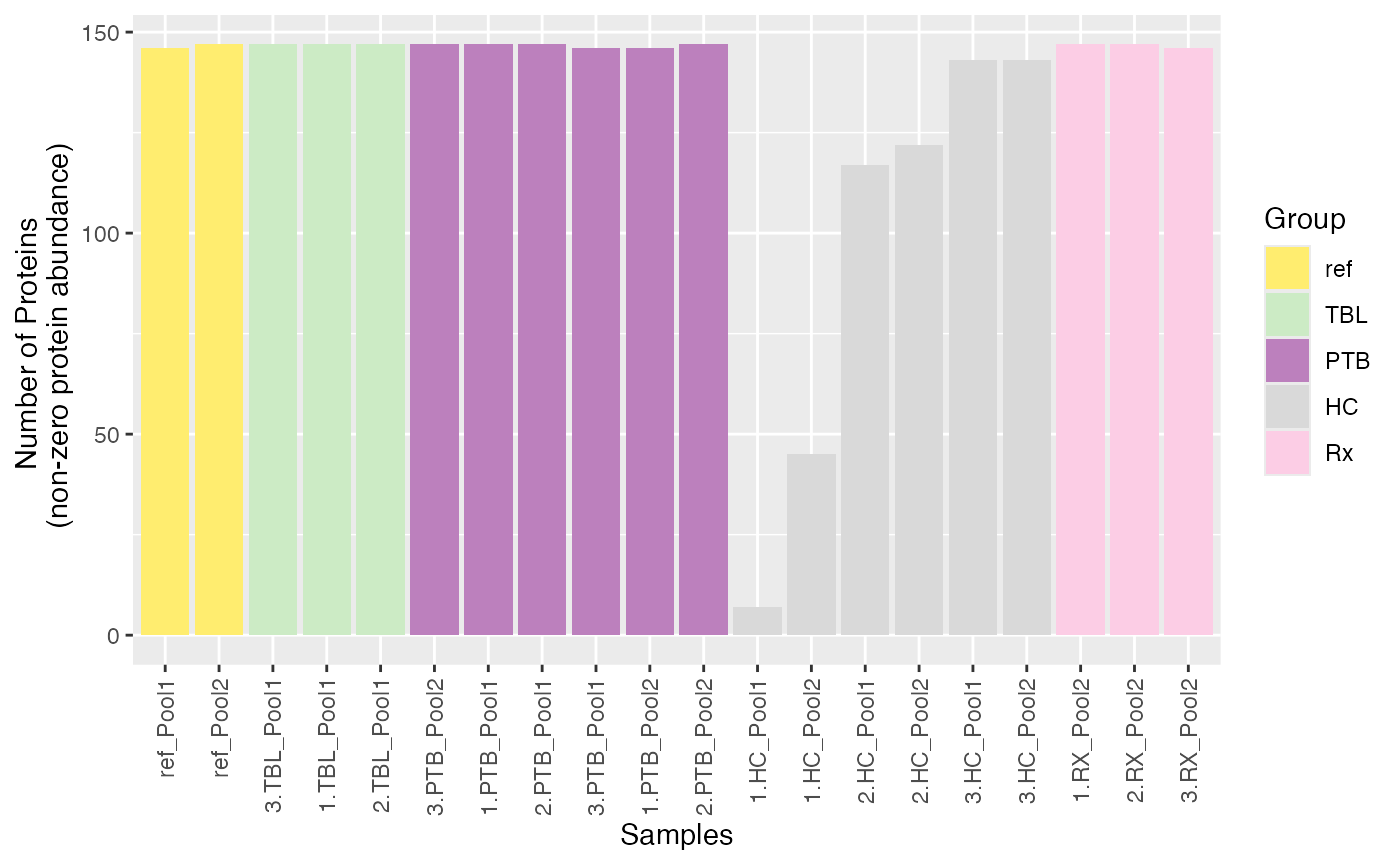 Number of Proteins
(non-zero protein abundance)
150
100
50
0
ref_Pool1
ref_Pool2
3.TBL_Pool1
1.TBL_Pool1
2.TBL_Pool1
3.PTB_Pool2
1.PTB_Pool1
2.PTB_Pool1
3.PTB_Pool1
1.PTB_Pool2
2.PTB_Pool2
1.HC_Pool1
1.HC_Pool2
2.HC_Pool1
2.HC_Pool2
3.HC_Pool1
3.HC_Pool2
1.RX_Pool2
2.RX_Pool2
3.RX_Pool2
Samples
Group
ref
TBL
PTB
HC
Rx